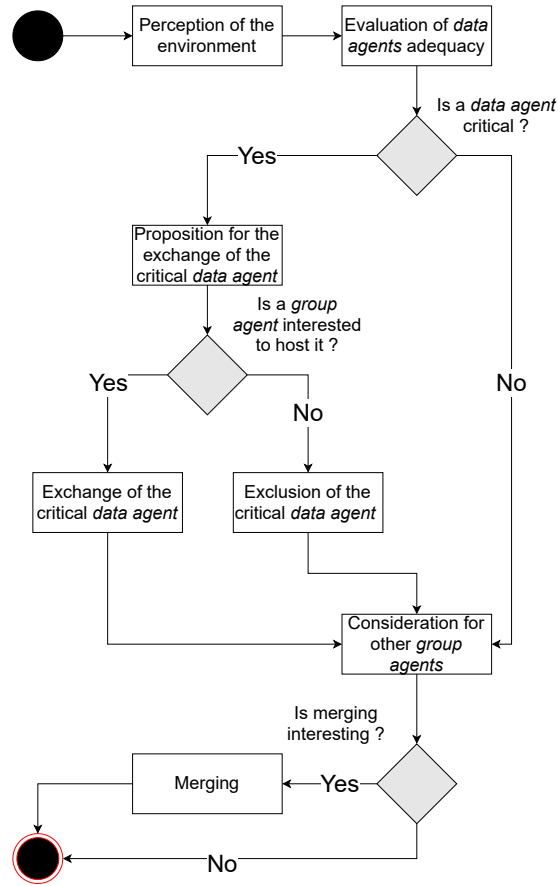 Perception of the
environment
Evaluation of data
agents adequacy
Is a data agent
critical ?
Yes
Proposition for the
exchange of the
critical data agent
Is a group
agent interested
to host it ?
Yes
No
No
Exchange of the
critical data agent
Exclusion of the
critical data agent
Consideration for
other group
agents
Is merging
interesting ?
Merging
Yes
No